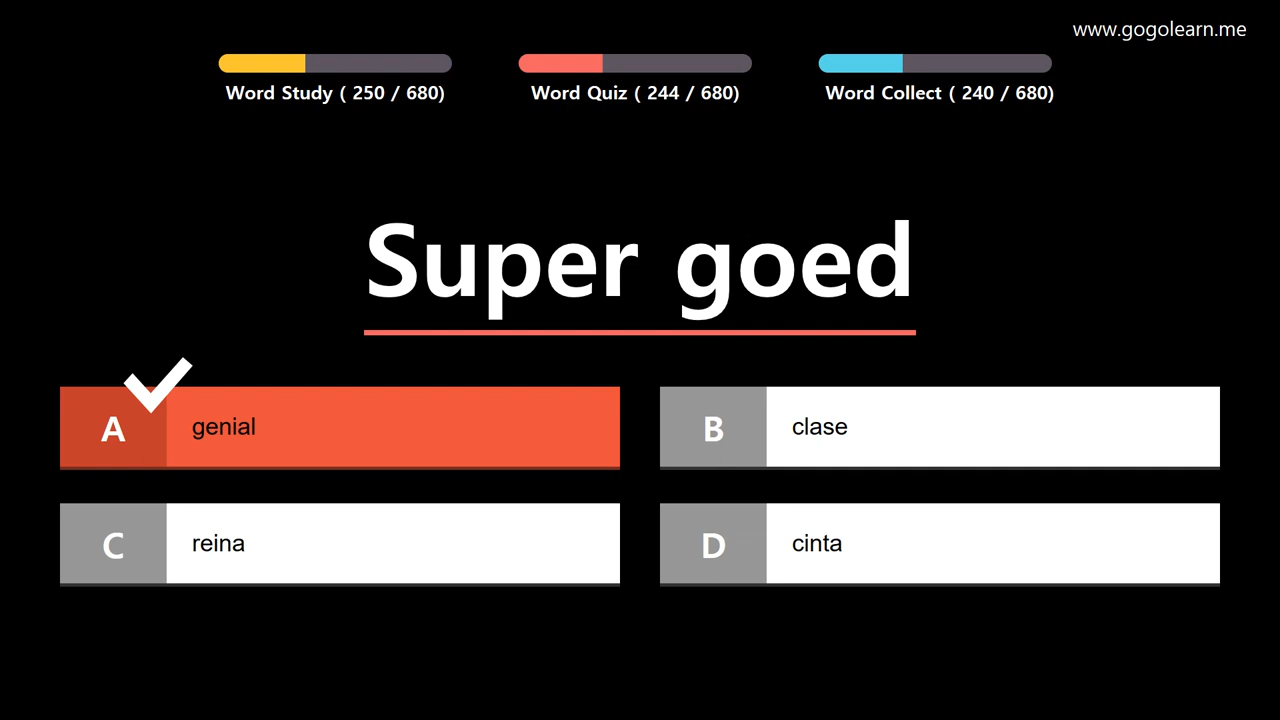 www.gogolearn.me
Word Study ( 250 / 680)
Word Quiz ( 244 / 680)
Word Collect ( 240 / 680)
Super goed
A genial
B clase
C reina
D cinta